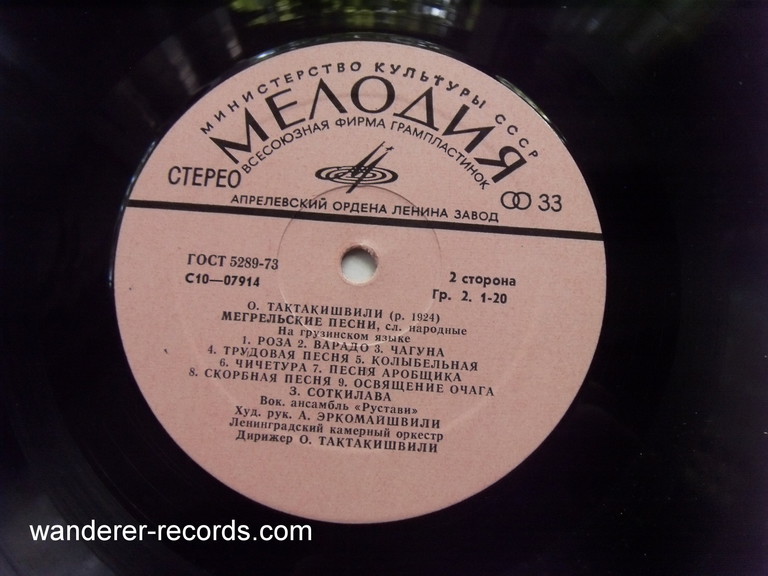 МИНИСТЕРСТВО КУЛЬТУРЫ СССР
МЕЛОДИЯ
ВСЕСОЮЗНАЯ ФИРМА ГРАМПЛАСТИНОК
СТЕРЕО
33
АПРЕЛЕВСКИЙ ОРДЕНА ЛЕНИНА ЗАВОД
ГОСТ 5289-73
С10—07914
2 сторона
Гр. 2. 1-20
О. ТАКТАКИШВИЛИ (р. 1924)
МЕГРЕЛЬСКИЕ ПЕСНИ, сл. народные
На грузинском языке
1. РОЗА 2. ВАРАДО 3. ЧАГУНА
4. ТРУДОВАЯ ПЕСНЯ 5. КОЛЫБЕЛЬНАЯ
6. ЧИЧЕТУРА 7. ПЕСНЯ АРОБЩИКА
8. СКОРБНАЯ ПЕСНЯ 9. ОСВЯЩЕНИЕ ОЧАГА
З. СОТКИЛАВА
Вок. ансамбль «Рустави»
Худ. рук. А. ЭРКОМАЙШВИЛИ
Ленинградский камерный оркестр
Дирижер О. ТАКТАКИШВИЛИ
wanderer-records.com